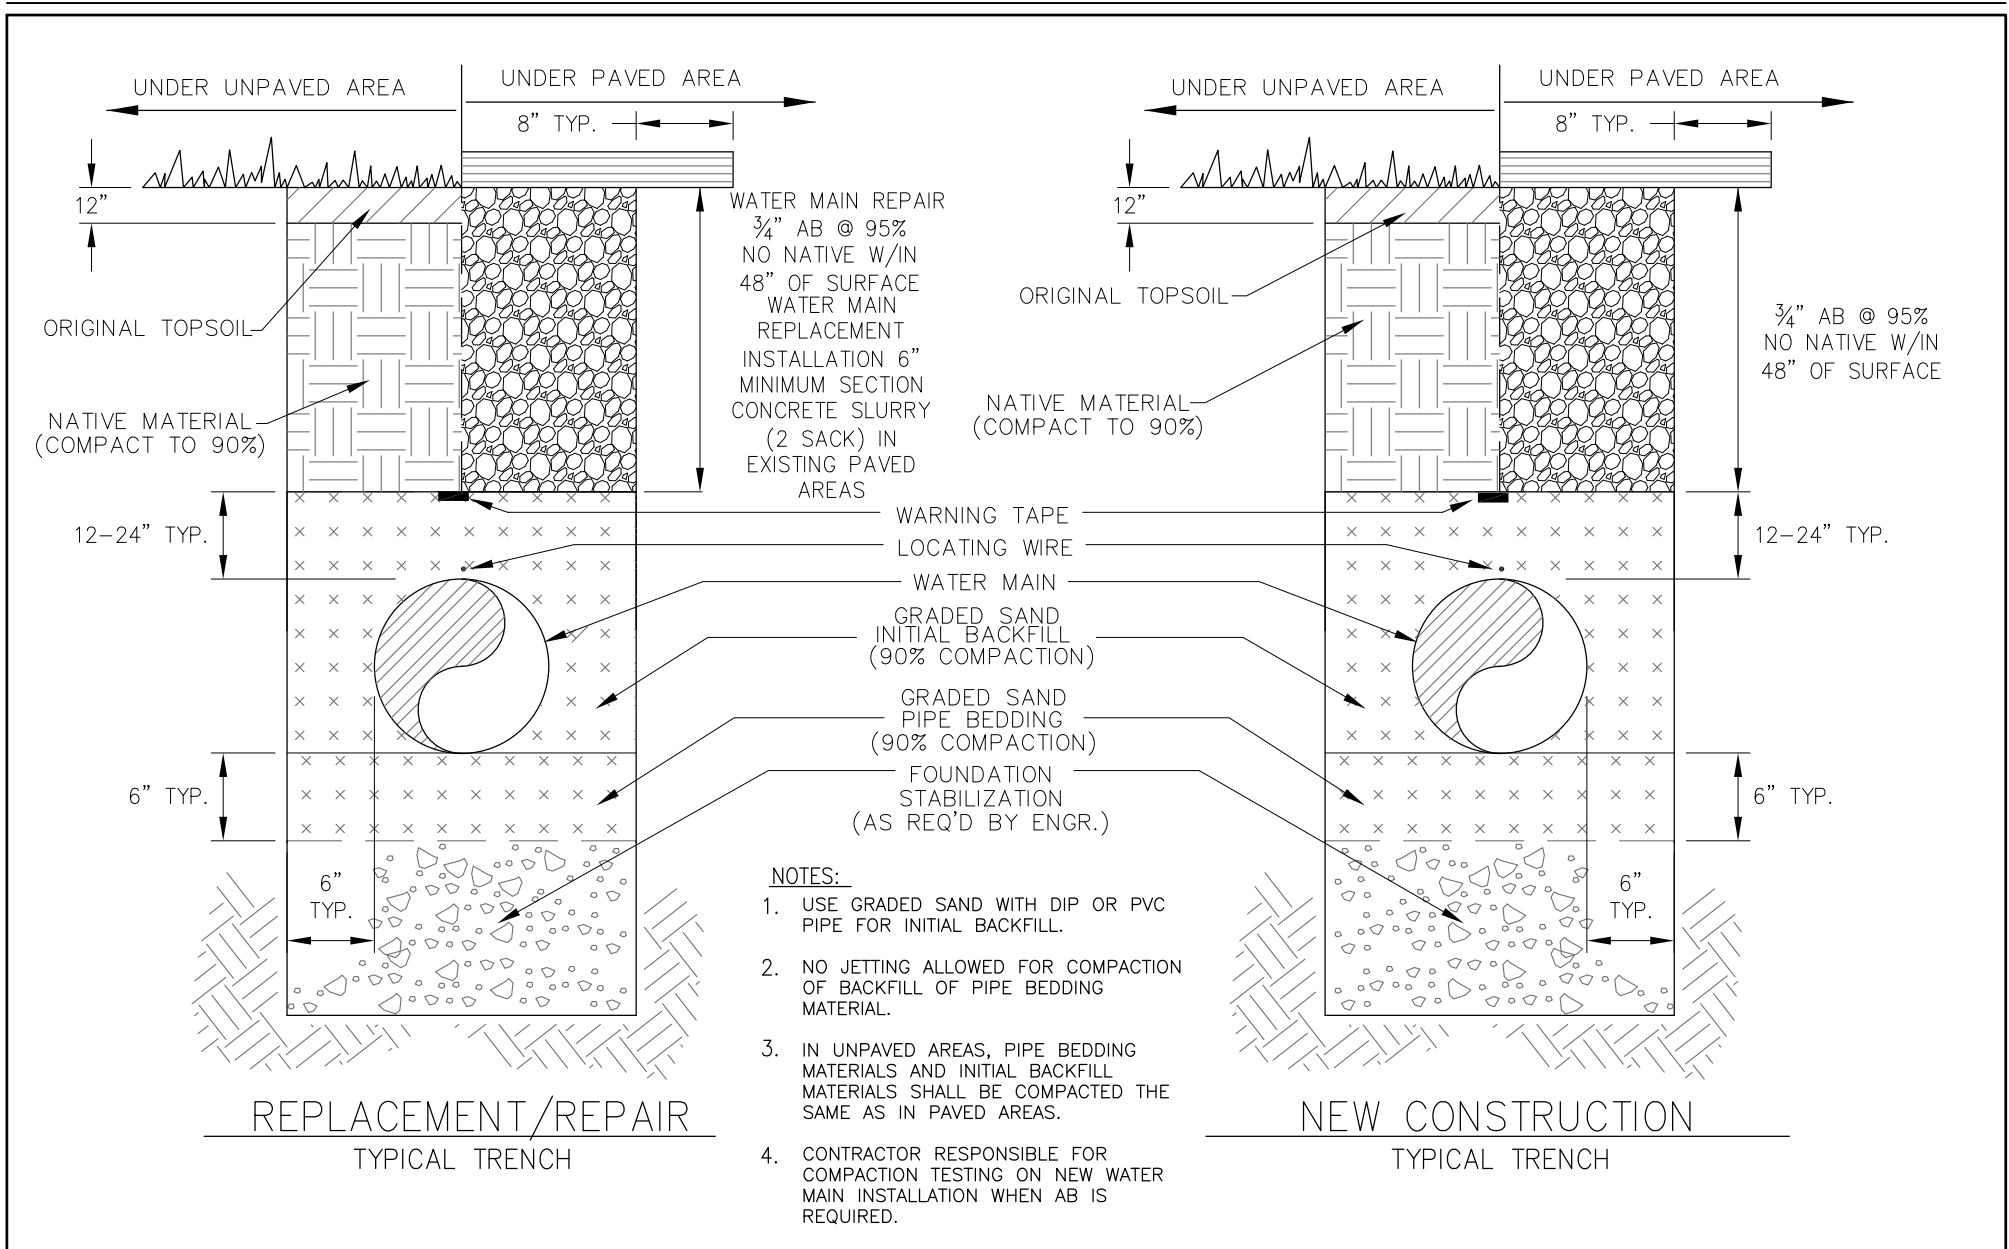 UNDER UNPAVED AREA
UNDER PAVED AREA
8" TYP.
12"
ORIGINAL TOPSOIL
NATIVE MATERIAL
(COMPACT TO 90%)
12-24" TYP.
6" TYP.
6"
TYP.
WATER MAIN REPAIR
¾" AB @ 95%
NO NATIVE W/IN
48" OF SURFACE
WATER MAIN
REPLACEMENT
INSTALLATION 6"
MINIMUM SECTION
CONCRETE SLURRY
(2 SACK) IN
EXISTING PAVED
AREAS
WARNING TAPE
LOCATING WIRE
WATER MAIN
GRADED SAND
INITIAL BACKFILL
(90% COMPACTION)
GRADED SAND
PIPE BEDDING
(90% COMPACTION)
FOUNDATION
STABILIZATION
(AS REQ'D BY ENGR.)
UNDER UNPAVED AREA
UNDER PAVED AREA
8" TYP.
12"
ORIGINAL TOPSOIL
NATIVE MATERIAL
(COMPACT TO 90%)
¾" AB @ 95%
NO NATIVE W/IN
48" OF SURFACE
12-24" TYP.
6" TYP.
6"
TYP.
NOTES:
1. USE GRADED SAND WITH DIP OR PVC
PIPE FOR INITIAL BACKFILL.
2. NO JETTING ALLOWED FOR COMPACTION
OF BACKFILL OF PIPE BEDDING
MATERIAL.
3. IN UNPAVED AREAS, PIPE BEDDING
MATERIALS AND INITIAL BACKFILL
MATERIALS SHALL BE COMPACTED THE
SAME AS IN PAVED AREAS.
4. CONTRACTOR RESPONSIBLE FOR
COMPACTION TESTING ON NEW WATER
MAIN INSTALLATION WHEN AB IS
REQUIRED.
REPLACEMENT/REPAIR
TYPICAL TRENCH
NEW CONSTRUCTION
TYPICAL TRENCH